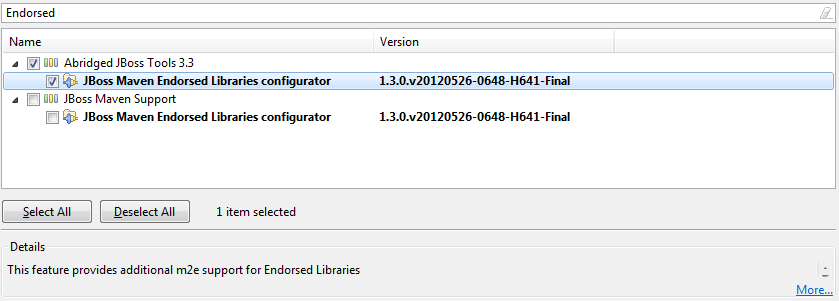 Endorsed
Name Version
Abridged JBoss Tools 3.3
JBoss Maven Endorsed Libraries configurator 1.3.0.v20120526-0648-H641-Final
JBoss Maven Support
JBoss Maven Endorsed Libraries configurator 1.3.0.v20120526-0648-H641-Final
Select All Deselect All 1 item selected
Details
This feature provides additional m2e support for Endorsed Libraries
More...